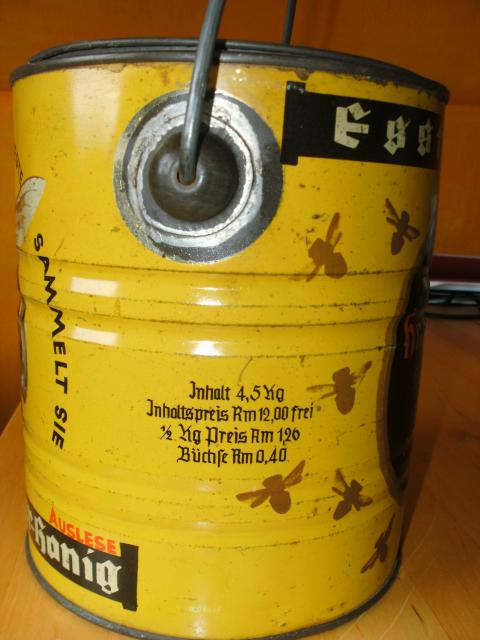 Ess
SAMMELT SIE
Inhalt 4,5 Kg
Inhaltspreis Rm 12,00 frei
½ Kg Preis Rm 1,26
Büchse Rm 0,40
AUSLESE
Honig